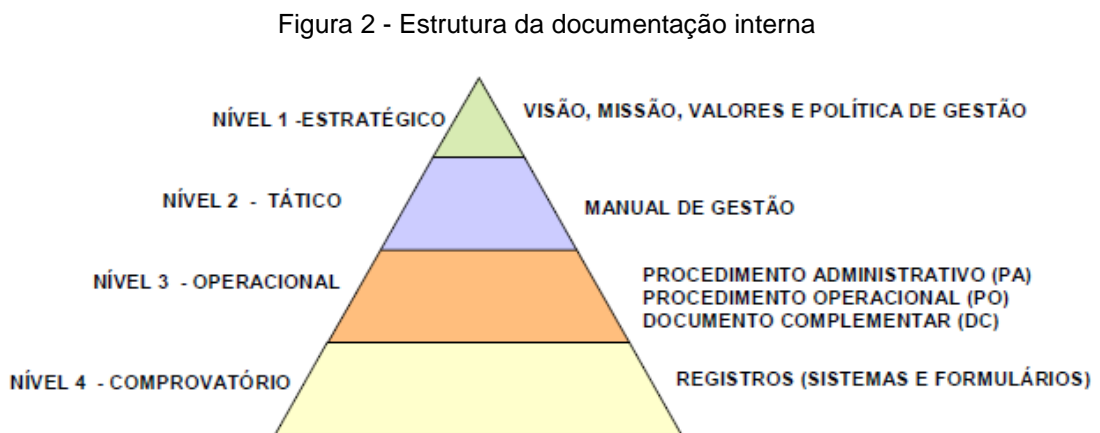 Figura 2 - Estrutura da documentação interna
NÍVEL 1 -ESTRATÉGICO
VISÃO, MISSÃO, VALORES E POLÍTICA DE GESTÃO
NÍVEL 2 - TÁTICO
MANUAL DE GESTÃO
NÍVEL 3 - OPERACIONAL
PROCEDIMENTO ADMINISTRATIVO (PA)
PROCEDIMENTO OPERACIONAL (PO)
DOCUMENTO COMPLEMENTAR (DC)
NÍVEL 4 - COMPROVATÓRIO
REGISTROS (SISTEMAS E FORMULÁRIOS)